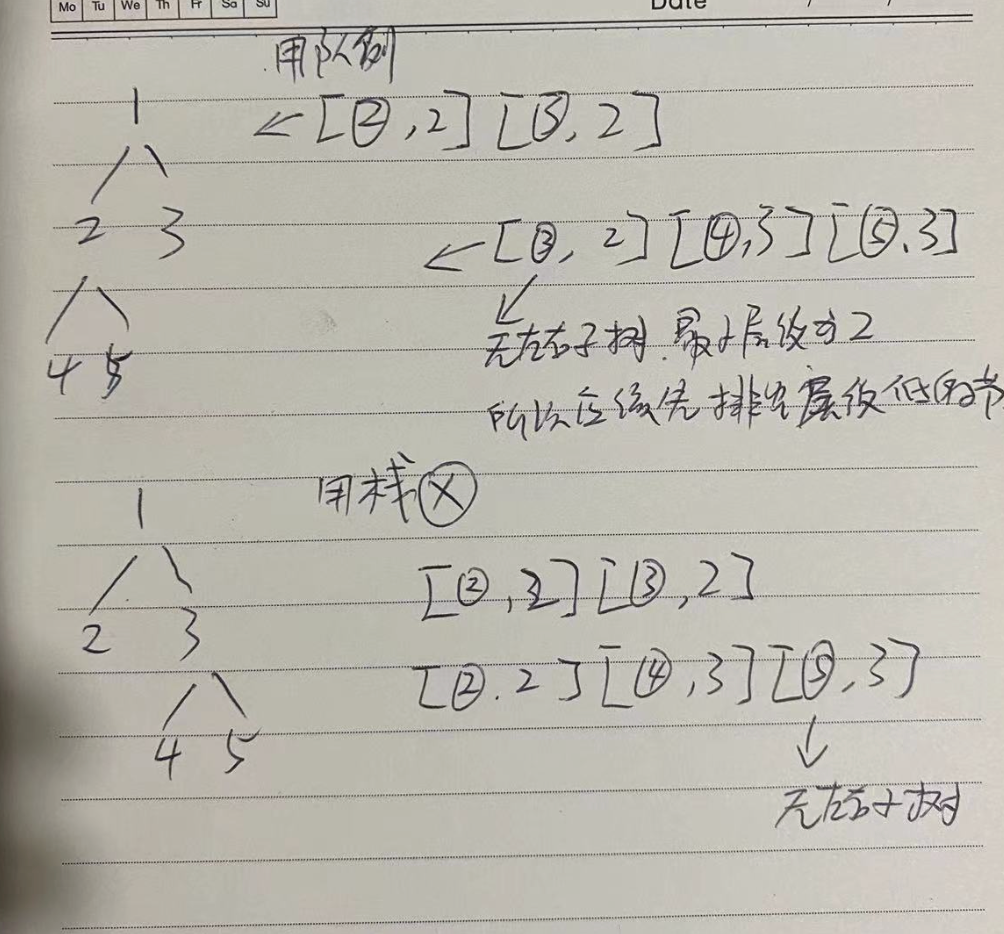 Mo Tu We Th Fr Sa Su
Date / /
用队列
1
←[②,2][③,2]
2 3
←[③,2][④,3][⑤,3]
无左右子树.最小层级为2
4 5
所以应该先排出层级低的节
用栈ⓧ
1
[②,2][③,2]
2 3
[②.2][④,3][⑤,3]
4 5
无左右子树